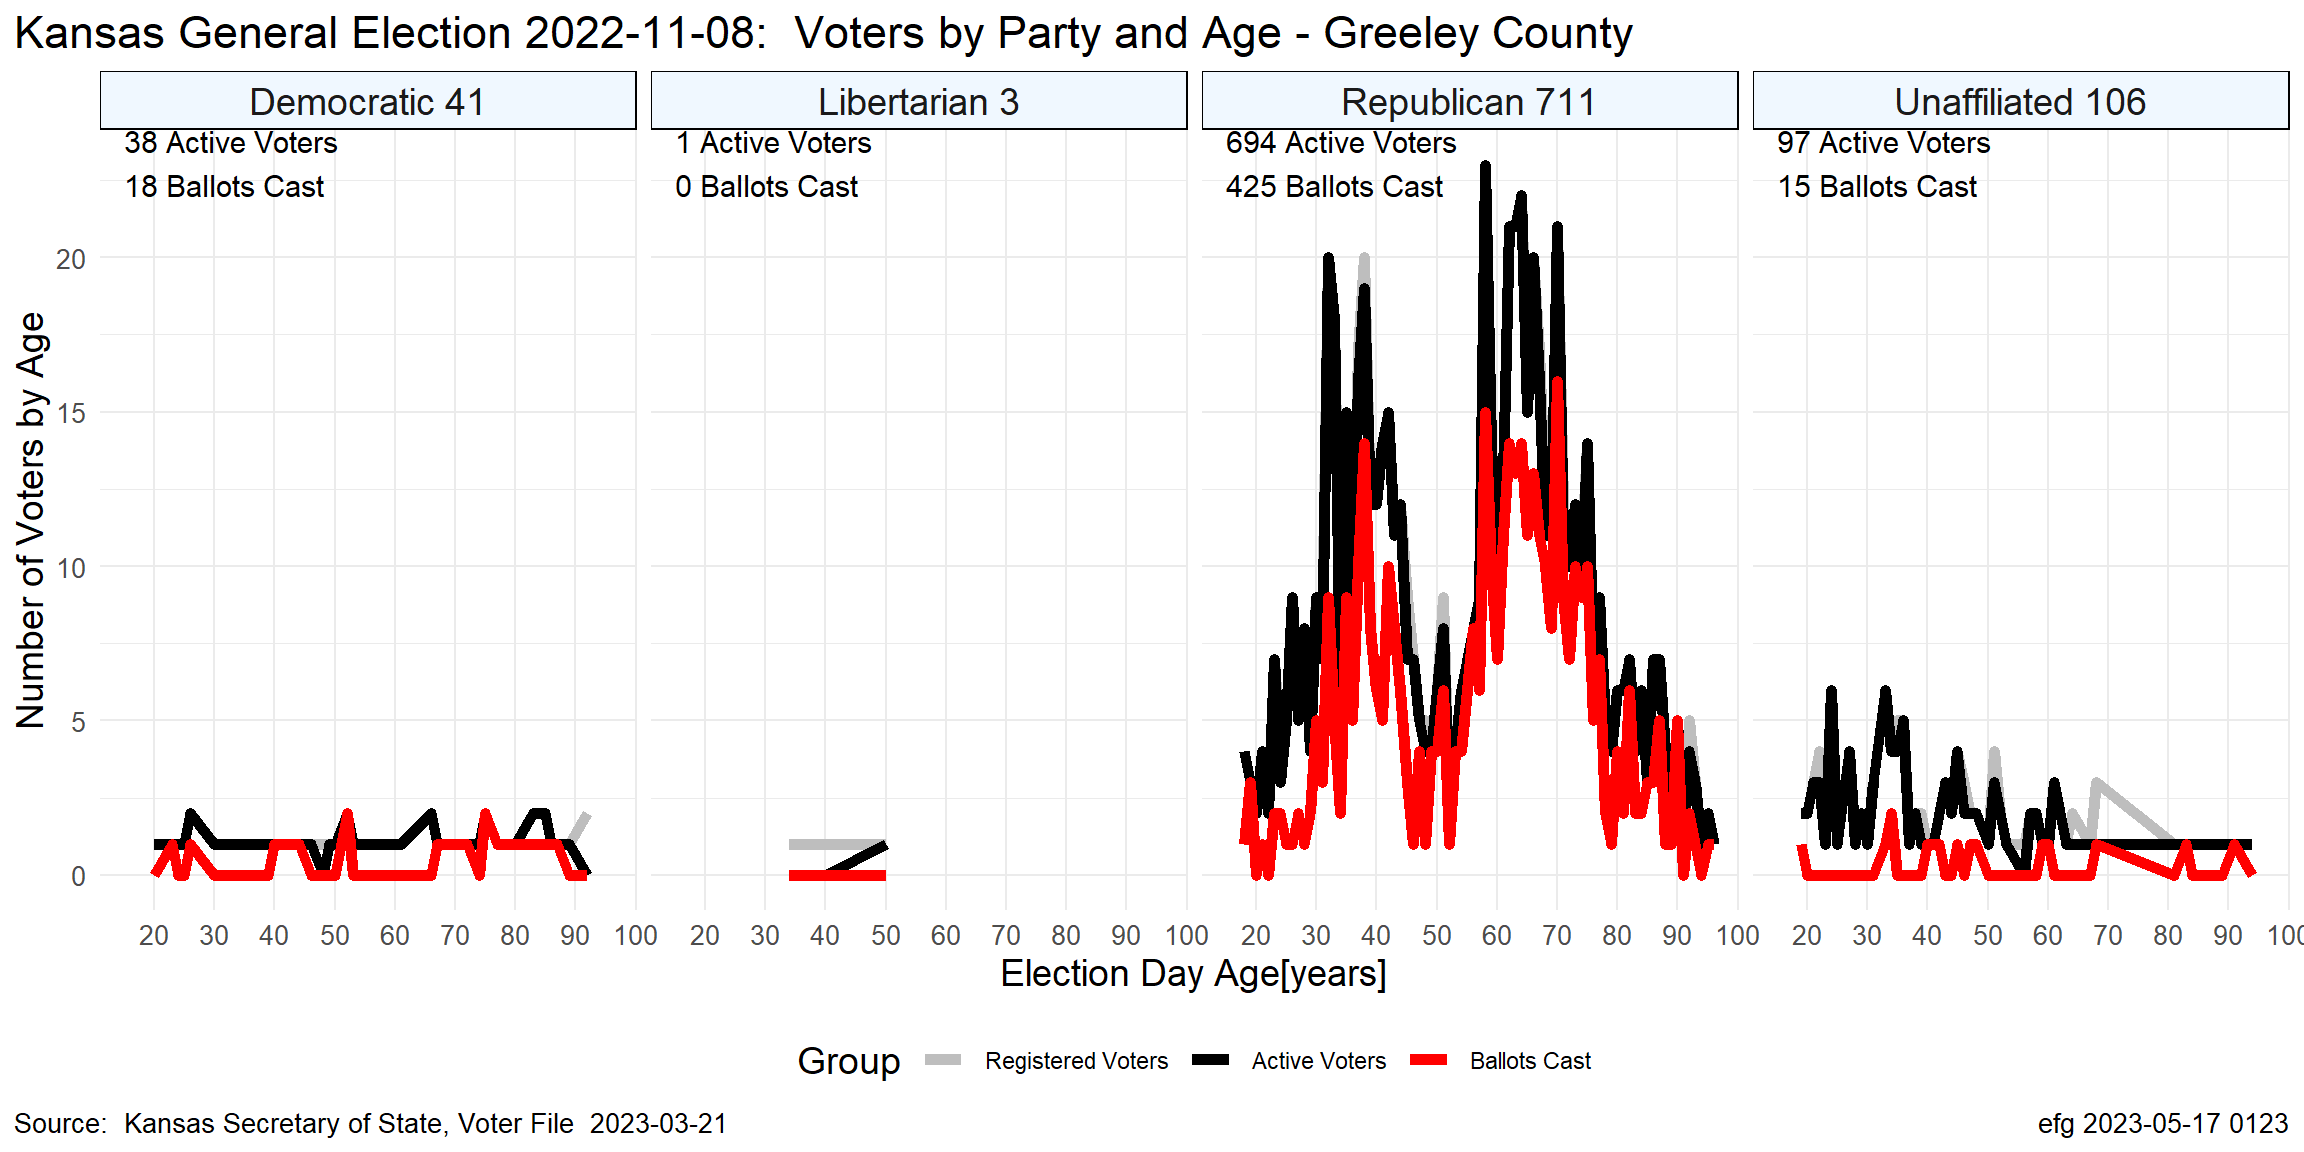 Kansas General Election 2022-11-08:  Voters by Party and Age - Greeley County
Democratic 41
Libertarian 3
Republican 711
Unaffiliated 106
38 Active Voters
18 Ballots Cast
1 Active Voters
0 Ballots Cast
694 Active Voters
425 Ballots Cast
97 Active Voters
15 Ballots Cast
Number of Voters by Age
20
15
10
5
0
20 30 40 50 60 70 80 90 100
20 30 40 50 60 70 80 90 100
20 30 40 50 60 70 80 90 100
20 30 40 50 60 70 80 90 100
Election Day Age[years]
Group Registered Voters Active Voters Ballots Cast
Source:  Kansas Secretary of State, Voter File  2023-03-21
efg 2023-05-17 0123